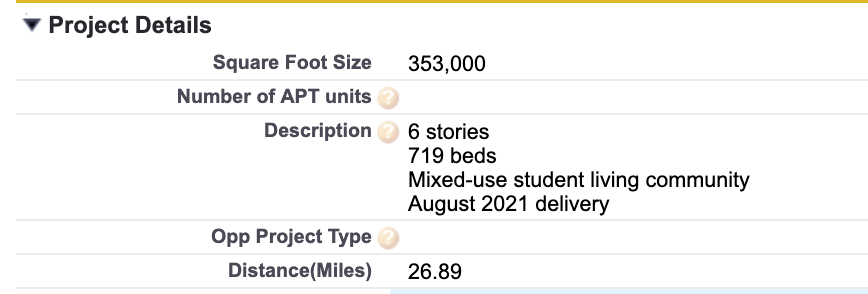 Project Details
Square Foot Size 353,000
Number of APT units ?
Description ? 6 stories
719 beds
Mixed-use student living community
August 2021 delivery
Opp Project Type ?
Distance(Miles) 26.89